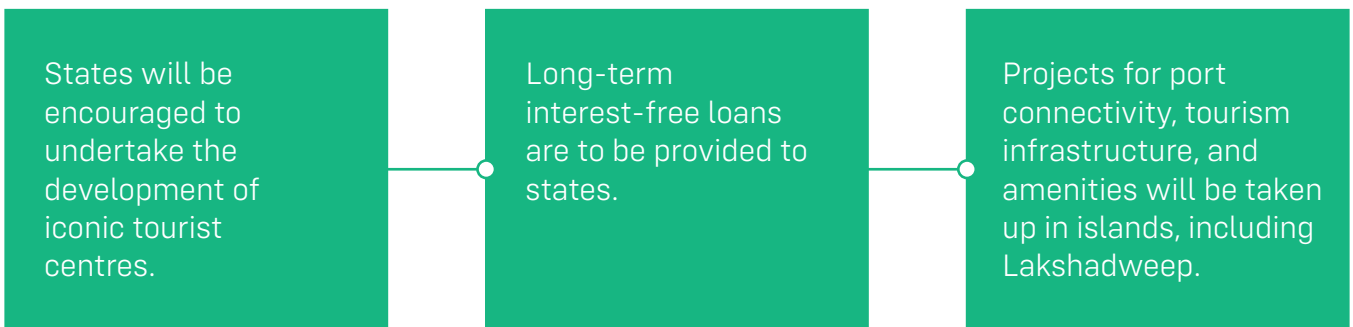 States will be
encouraged to
undertake the
development of
iconic tourist
centres.
Long-term
interest-free loans
are to be provided to
states.
Projects for port
connectivity, tourism
infrastructure, and
amenities will be taken
up in islands, including
Lakshadweep.